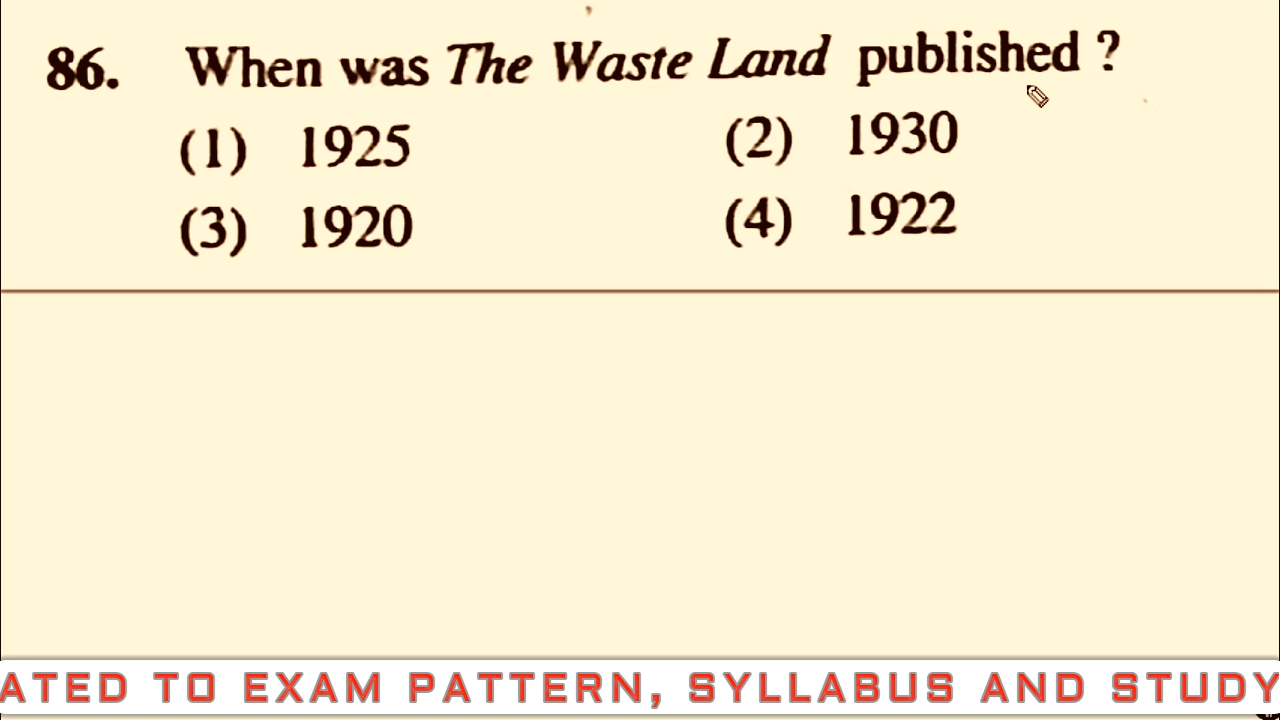 86. When was The Waste Land published ?
(1) 1925 (2) 1930
(3) 1920 (4) 1922
ATED TO EXAM PATTERN, SYLLABUS AND STUDY